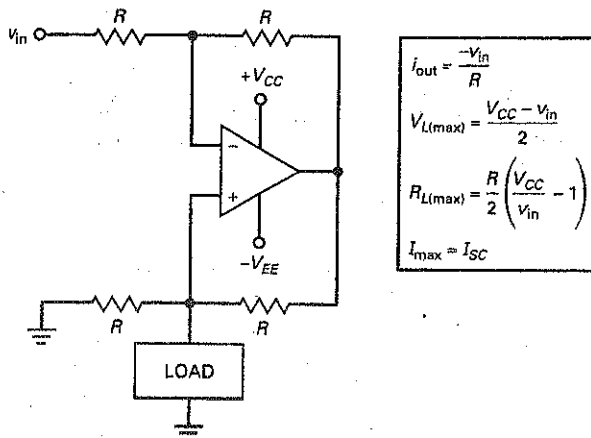 v_in R R
+V_CC
−
+
−V_EE
R R
LOAD
i_out = −v_in / R
V_L(max) = V_CC − v_in / 2
R_L(max) = R / 2 ( V_CC / v_in − 1 )
I_max = I_SC